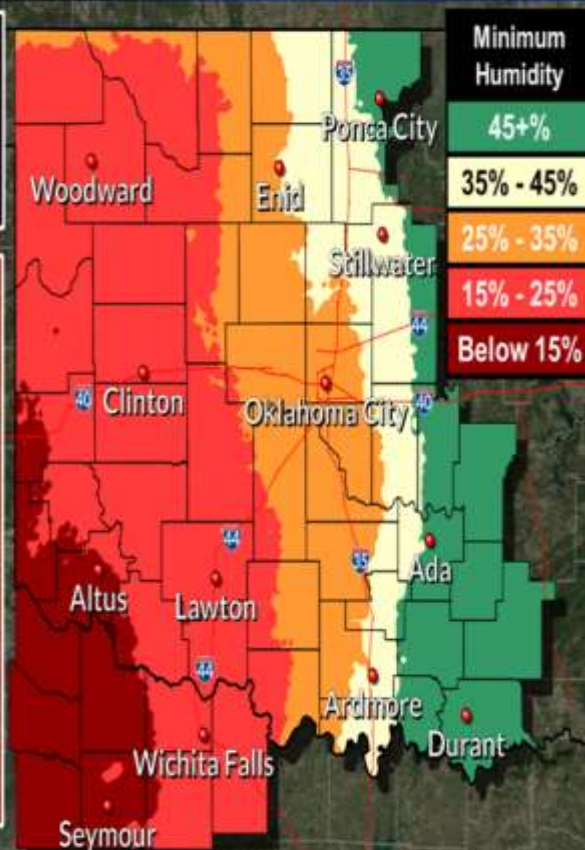 Minimum
Humidity
45+%
35% - 45%
25% - 35%
15% - 25%
Below 15%
35
Ponca City
Woodward
Enid
Stillwater
44
40
Clinton
Oklahoma City
40
44
35
Altus
Lawton
Ada
44
Ardmore
Durant
Wichita Falls
Seymour